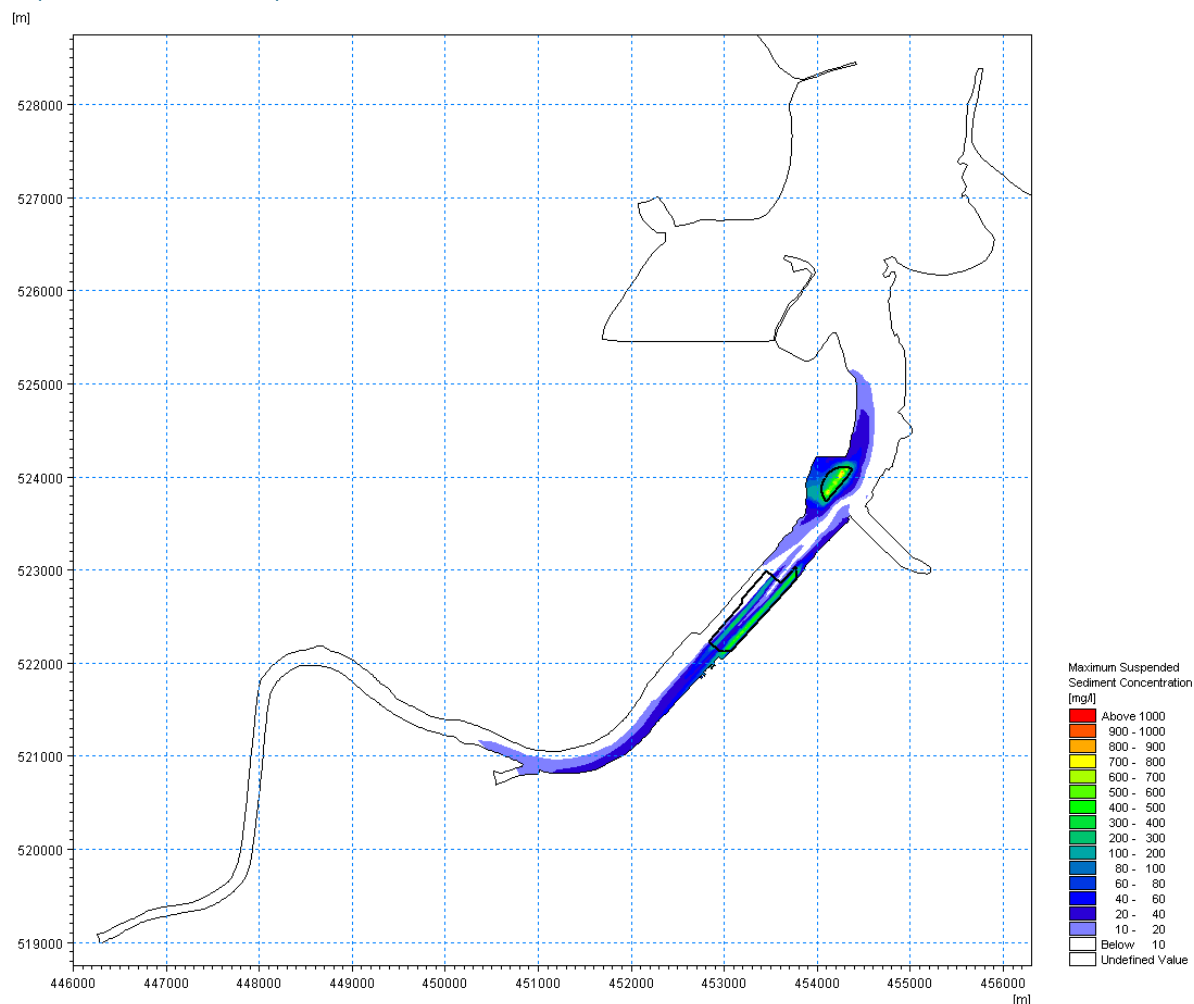 [m]
528000
527000
526000
525000
524000
523000
522000
521000
520000
519000
446000 447000 448000 449000 450000 451000 452000 453000 454000 455000 456000
[m]
Maximum Suspended
Sediment Concentration
[mg/l]
Above 1000
900 - 1000
800 - 900
700 - 800
600 - 700
500 - 600
400 - 500
300 - 400
200 - 300
100 - 200
80 - 100
60 - 80
40 - 60
20 - 40
10 - 20
Below 10
Undefined Value